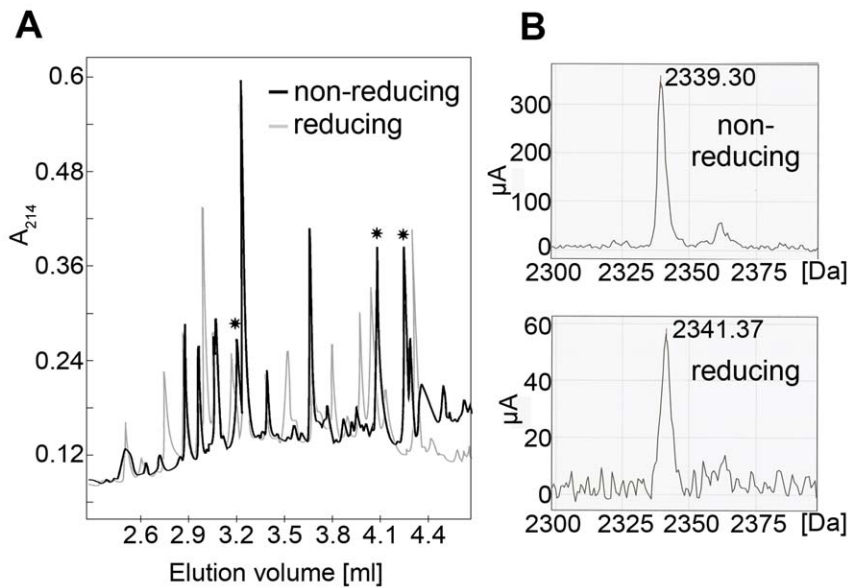 A
0.6
0.48
0.36
0.24
0.12
A214
non-reducing
reducing
* * *
2.6 2.9 3.2 3.5 3.8 4.1 4.4
Elution volume [ml]
B
2339.30
non-
reducing
300
200
100
0
µA
2300 2325 2350 2375 [Da]
2341.37
reducing
60
40
20
0
µA
2300 2325 2350 2375 [Da]